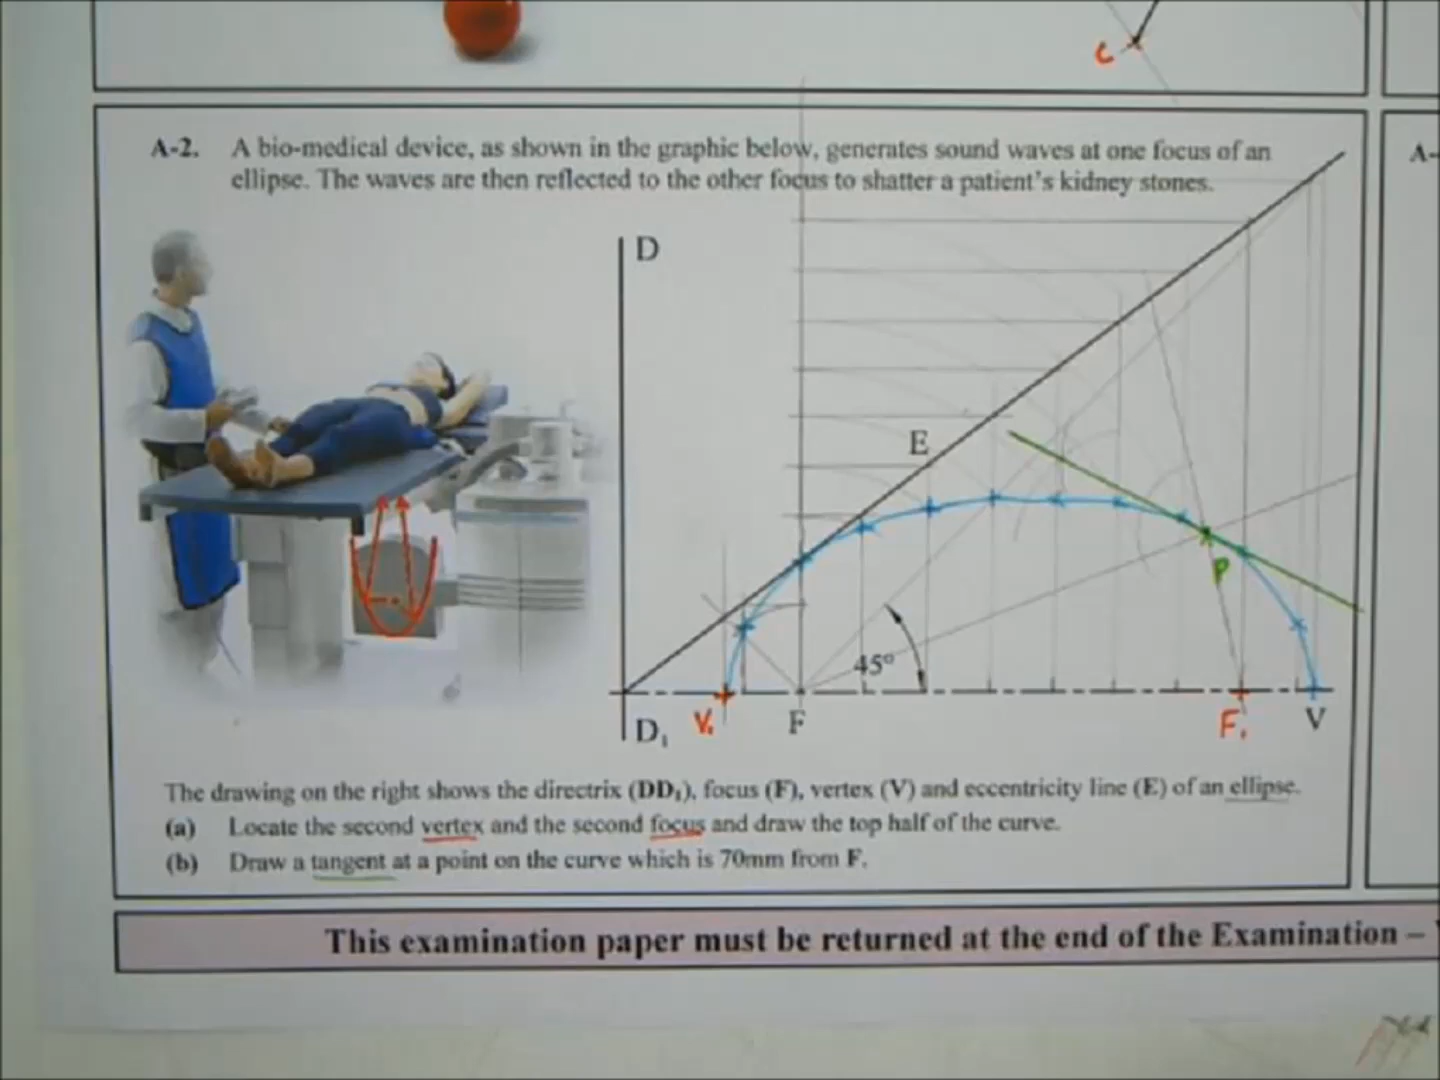 C
A-2. A bio-medical device, as shown in the graphic below, generates sound waves at one focus of an
ellipse. The waves are then reflected to the other focus to shatter a patient's kidney stones.
A-
D
E
P
45°
D₁
V₁
F
F₁
V
The drawing on the right shows the directrix (DD₁), focus (F), vertex (V) and eccentricity line (E) of an ellipse.
(a) Locate the second vertex and the second focus and draw the top half of the curve.
(b) Draw a tangent at a point on the curve which is 70mm from F.
This examination paper must be returned at the end of the Examination –